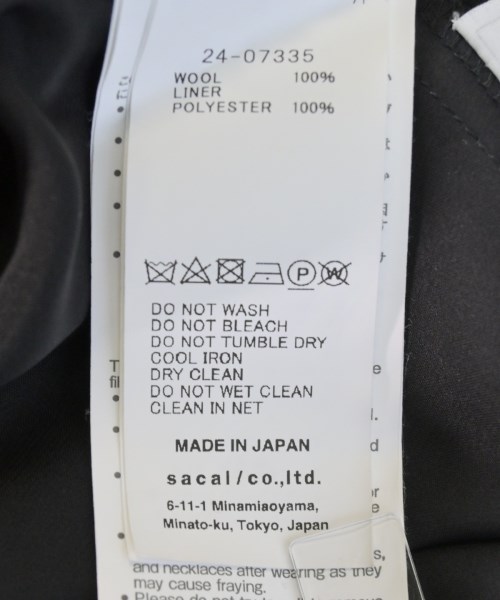 24-07335
WOOL 100%
LINER
POLYESTER 100%
P
W
DO NOT WASH
DO NOT BLEACH
DO NOT TUMBLE DRY
COOL IRON
DRY CLEAN
DO NOT WET CLEAN
CLEAN IN NET
MADE IN JAPAN
sacai/co.,ltd.
6-11-1 Minamiaoyama,
Minato-ku, Tokyo, Japan
and necklaces after wearing as they
may cause fraying.